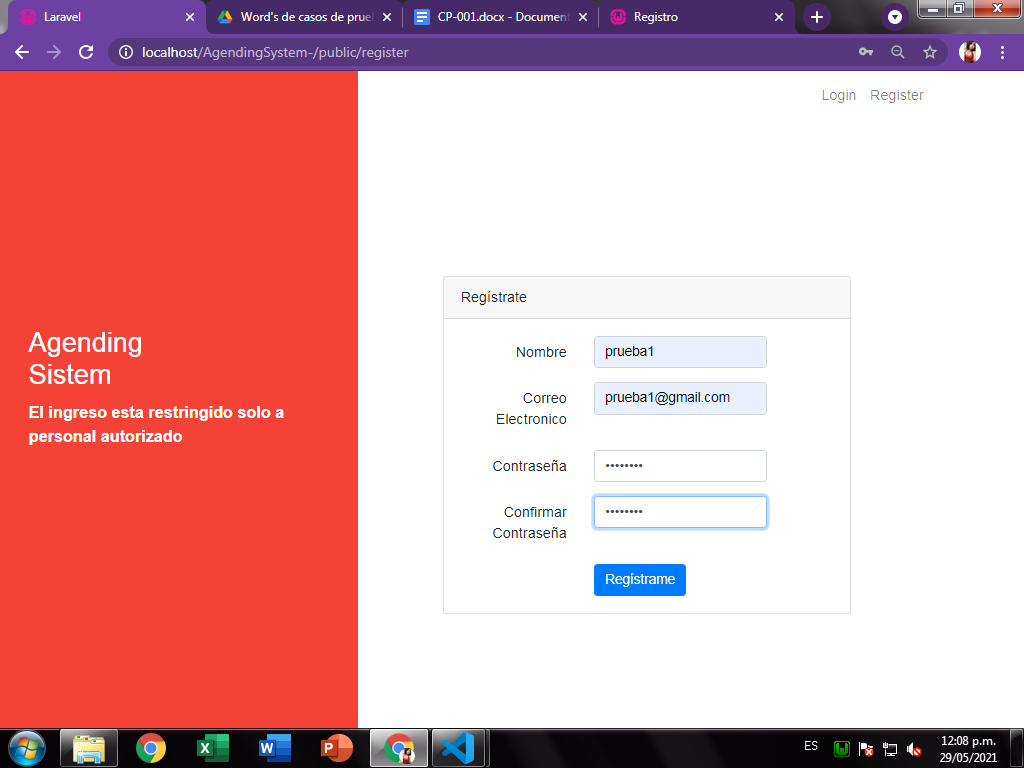 Laravel
Word's de casos de prue
CP-001.docx - Document
Registro
localhost/AgendingSystem-/public/register
Login Register
Regístrate
Agending
Sistem
El ingreso esta restringido solo a
personal autorizado
Nombre
prueba1
Correo
Electronico
prueba1@gmail.com
Contraseña
••••••••
Confirmar
Contraseña
••••••••
Regístrame
ES
12:08 p.m.
29/05/2021